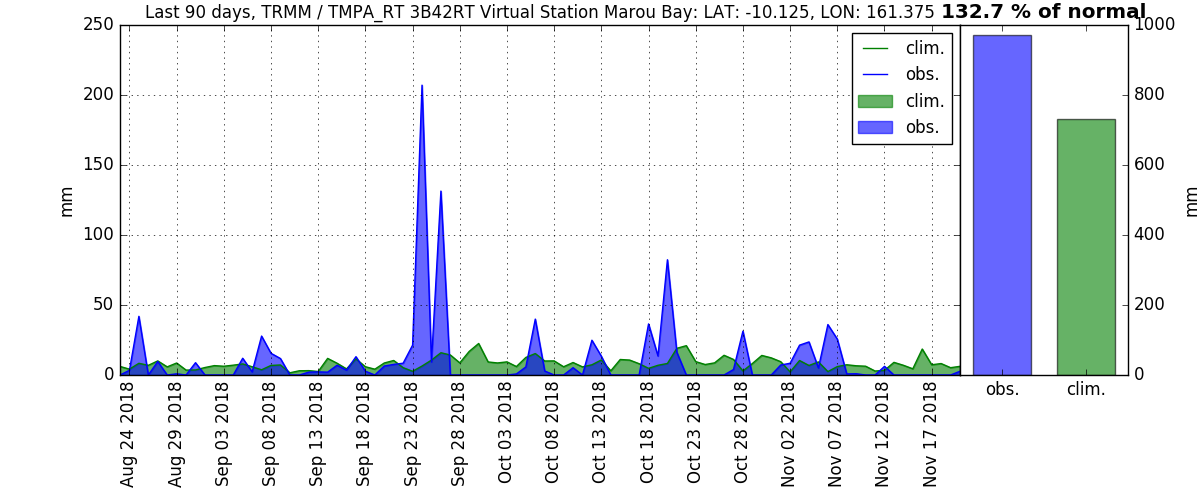 Last 90 days, TRMM / TMPA_RT 3B42RT Virtual Station Marou Bay: LAT: -10.125, LON: 161.375 132.7 % of normal
250
200
150
100
50
0
mm
clim.
obs.
clim.
obs.
1000
800
600
400
200
0
mm
obs.
clim.
Aug 24 2018
Aug 29 2018
Sep 03 2018
Sep 08 2018
Sep 13 2018
Sep 18 2018
Sep 23 2018
Sep 28 2018
Oct 03 2018
Oct 08 2018
Oct 13 2018
Oct 18 2018
Oct 23 2018
Oct 28 2018
Nov 02 2018
Nov 07 2018
Nov 12 2018
Nov 17 2018